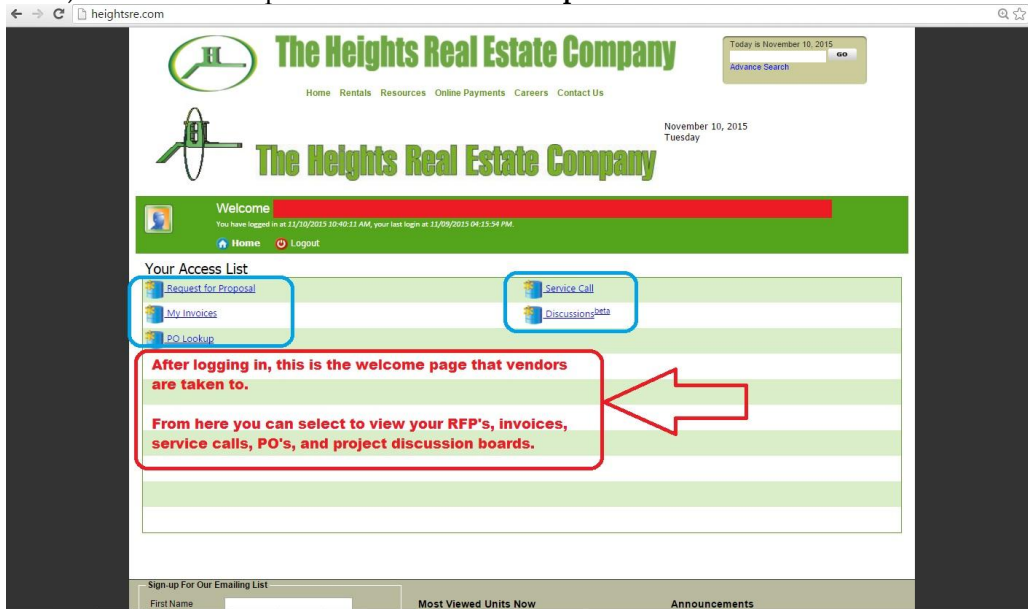 heightsre.com
The Heights Real Estate Company
Today is November 10, 2015
GO
Advance Search
Home Rentals Resources Online Payments Careers Contact Us
November 10, 2015
Tuesday
The Heights Real Estate Company
Welcome
You have logged in at 11/10/2015 10:40:11 AM, your last login at 11/09/2015 04:15:54 PM.
Home Logout
Your Access List
Request for Proposal
Service Call
My Invoices
Discussions beta
PO Lookup
After logging in, this is the welcome page that vendors
are taken to.
From here you can select to view your RFP's, invoices,
service calls, PO's, and project discussion boards.
Sign-up For Our Emailing List
First Name
Most Viewed Units Now
Announcements